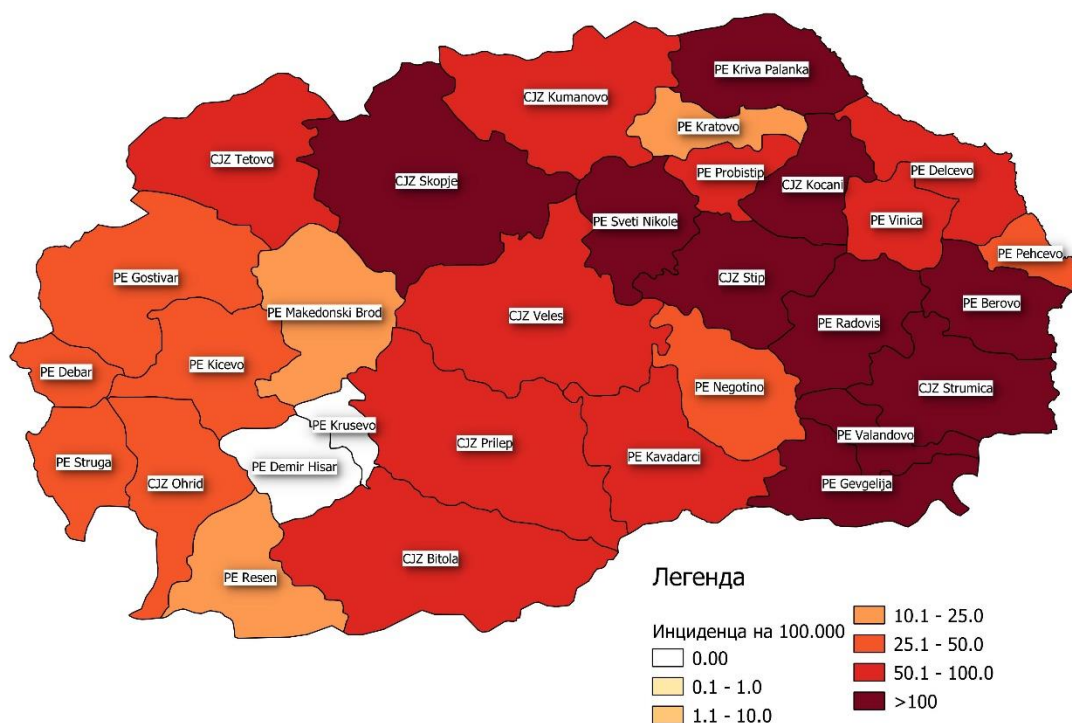 PE Kriva Palanka
CJZ Kumanovo
PE Kratovo
CJZ Tetovo
CJZ Skopje
PE Probistip
CJZ Kocani
PE Delcevo
PE Sveti Nikole
PE Vinica
PE Pehcevo
PE Gostivar
CJZ Stip
PE Makedonski Brod
CJZ Veles
PE Radovis
PE Berovo
PE Debar
PE Kicevo
PE Negotino
CJZ Strumica
PE Krusevo
PE Valandovo
PE Struga
CJZ Ohrid
PE Demir Hisar
CJZ Prilep
PE Kavadarci
PE Gevgelija
CJZ Bitola
PE Resen
Легенда
Инциденца на 100.000
0.00
0.1 - 1.0
1.1 - 10.0
10.1 - 25.0
25.1 - 50.0
50.1 - 100.0
>100